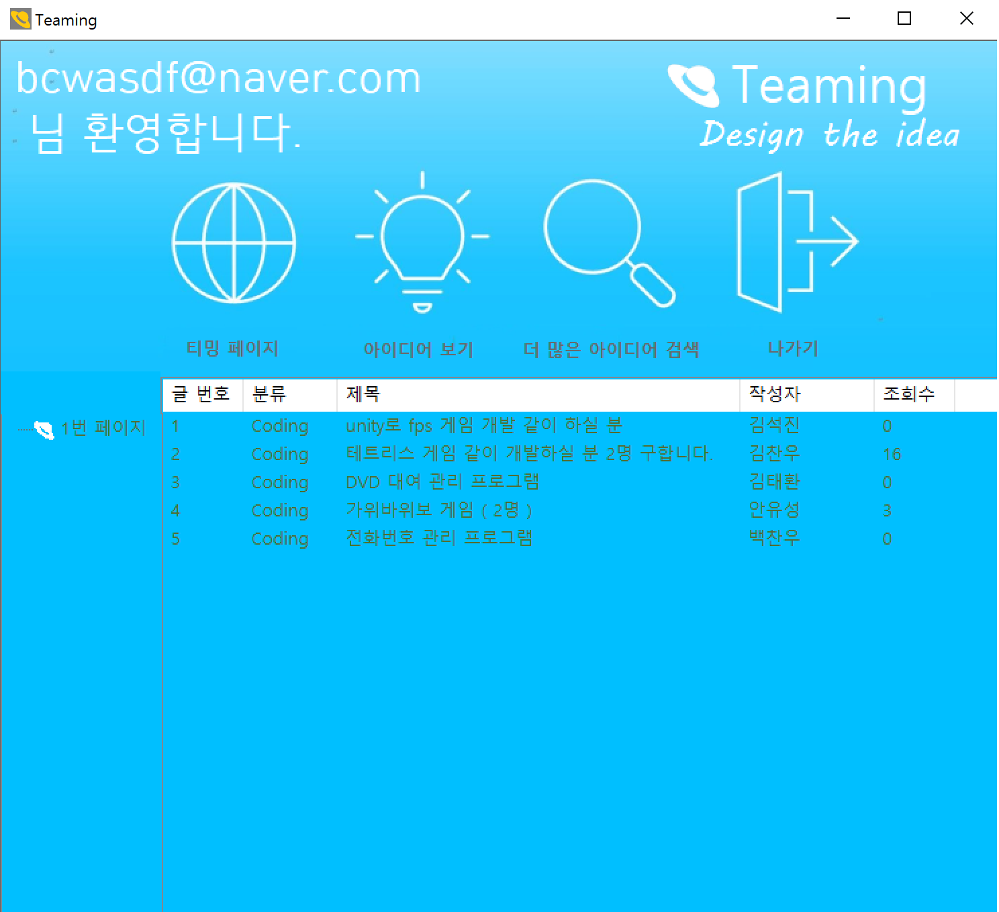 Teaming
bcwasdf@naver.com
님 환영합니다.
Teaming
Design the idea
티밍 페이지
아이디어 보기
더 많은 아이디어 검색
나가기
1번 페이지
글 번호 분류 제목 작성자 조회수
1 Coding unity로 fps 게임 개발 같이 하실 분 김석진 0
2 Coding 테트리스 게임 같이 개발하실 분 2명 구합니다. 김찬우 16
3 Coding DVD 대여 관리 프로그램 김태환 0
4 Coding 가위바위보 게임 ( 2명 ) 안유성 3
5 Coding 전화번호 관리 프로그램 백찬우 0